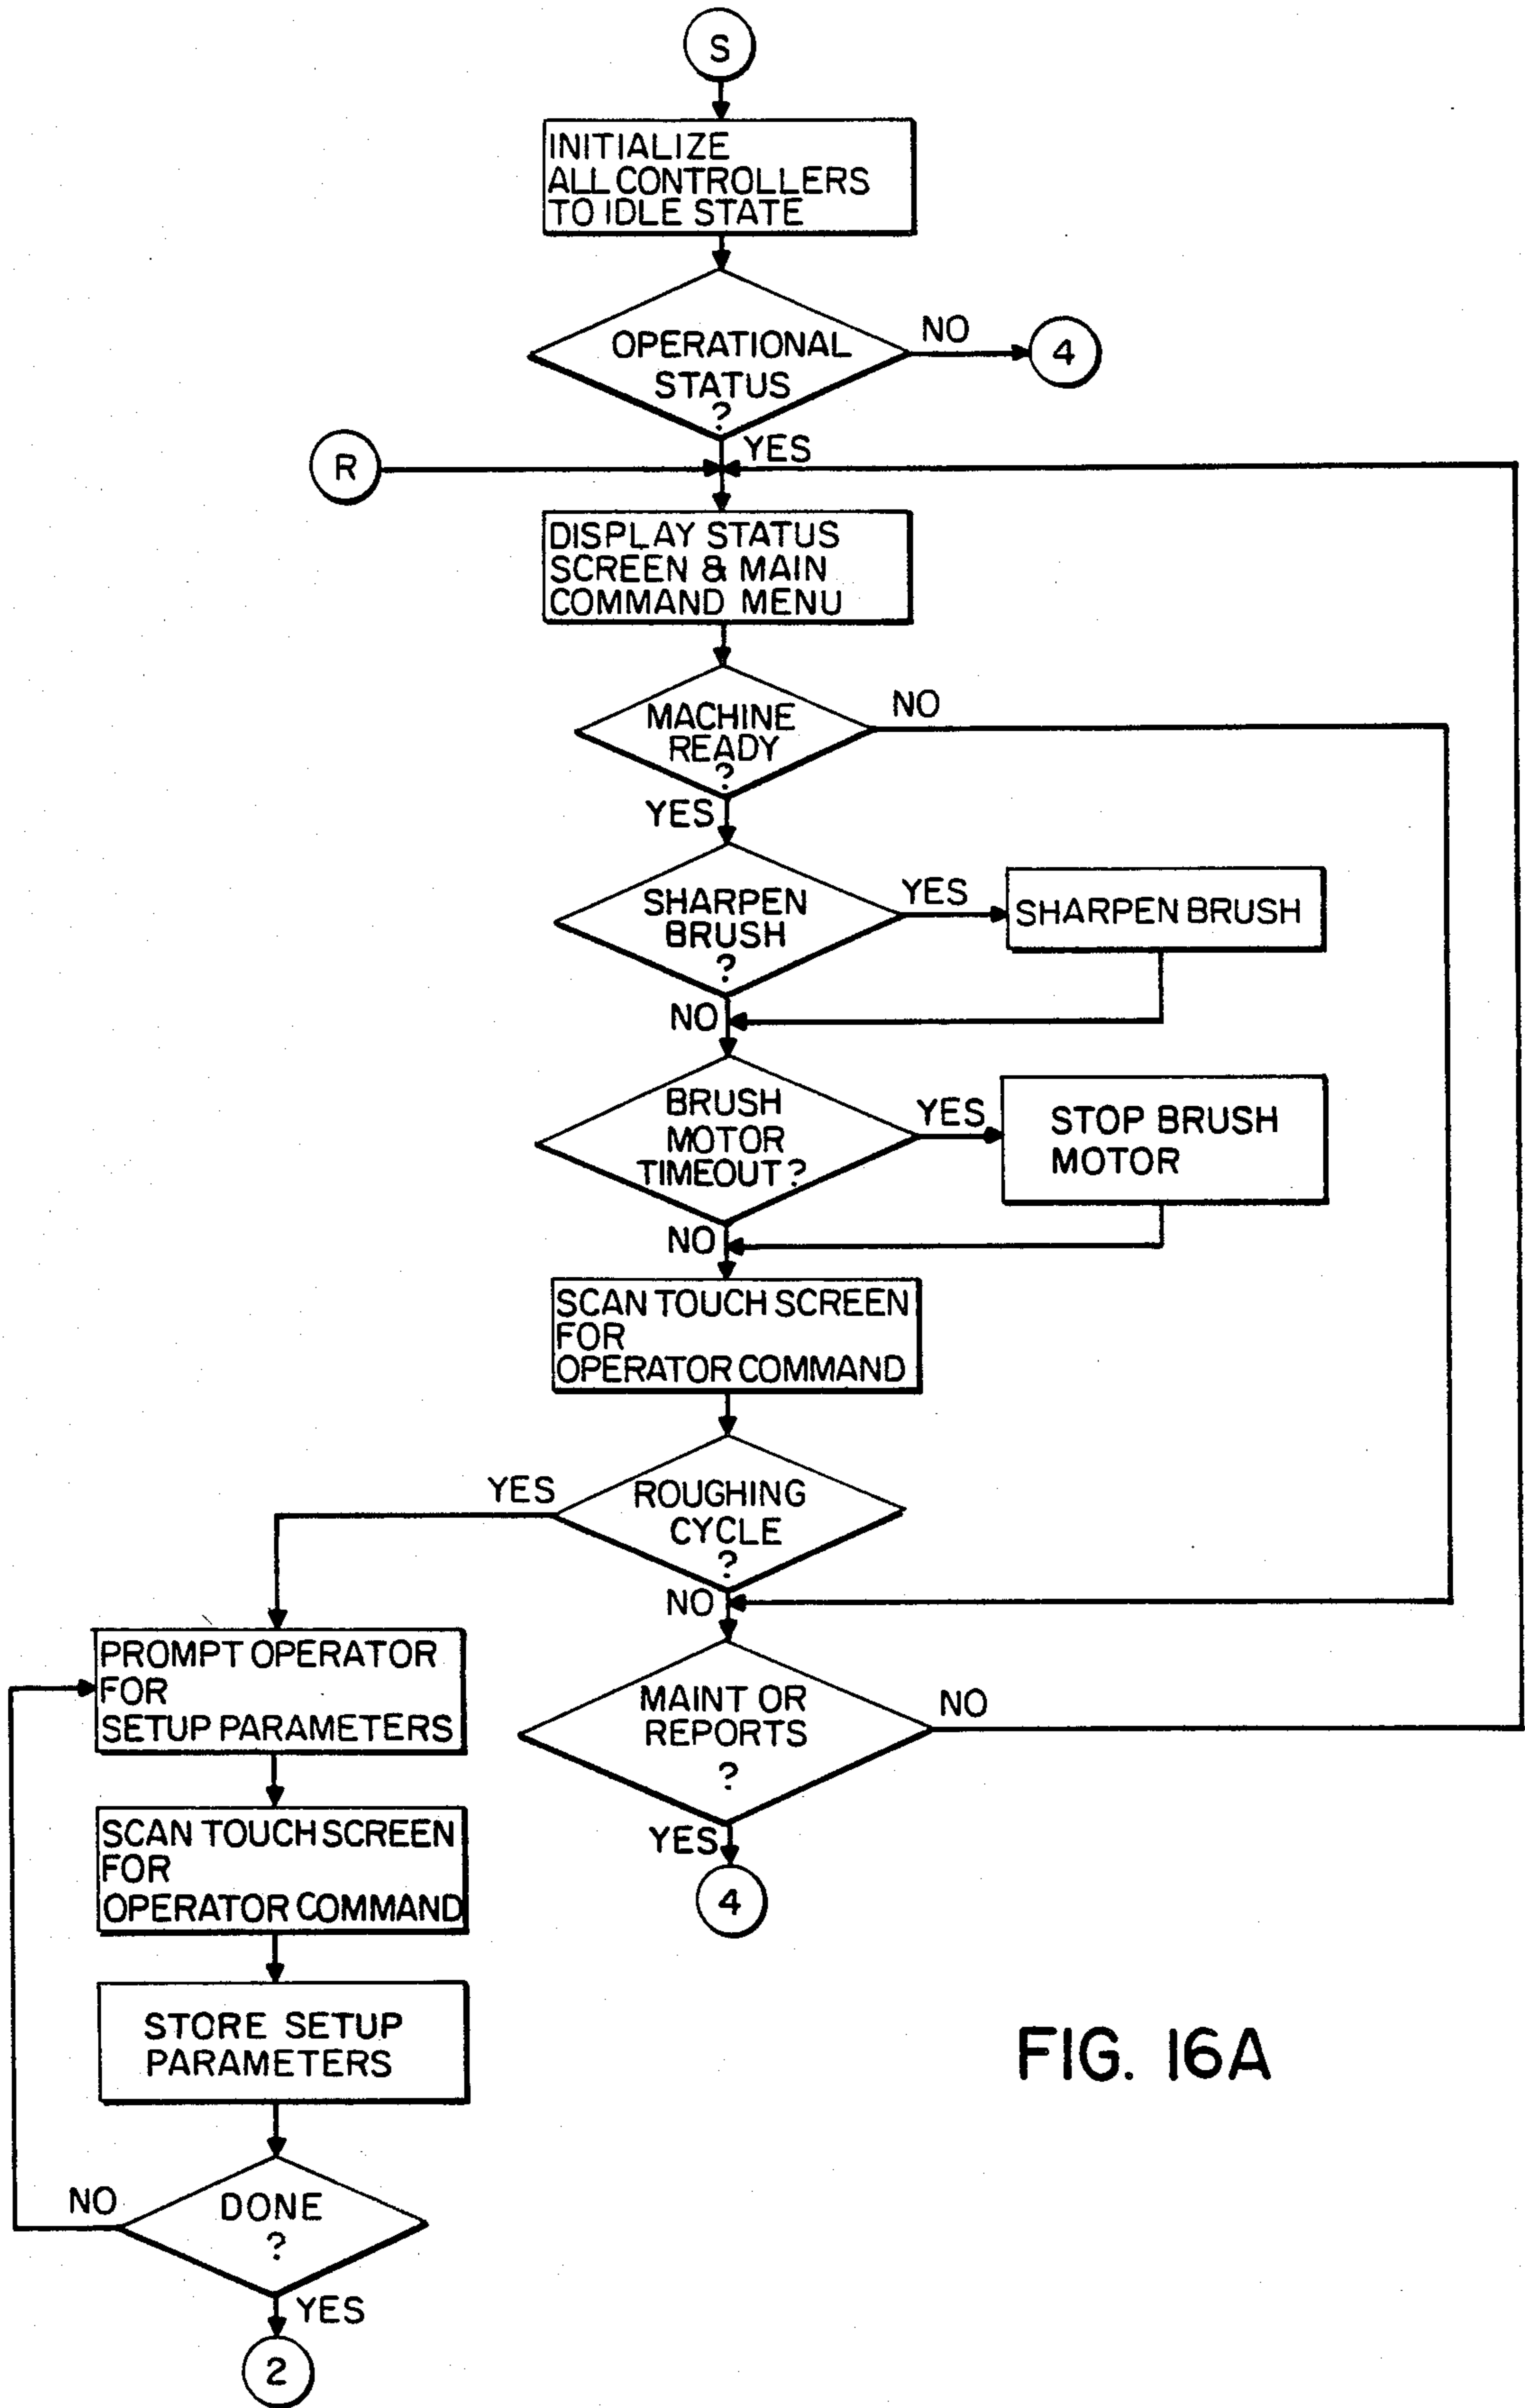 S
INITIALIZE
ALL CONTROLLERS
TO IDLE STATE
OPERATIONAL
STATUS
?
NO
4
YES
R
DISPLAY STATUS
SCREEN & MAIN
COMMAND MENU
MACHINE
READY
?
NO
YES
SHARPEN
BRUSH
?
YES
SHARPEN BRUSH
NO
BRUSH
MOTOR
TIMEOUT?
YES
STOP BRUSH
MOTOR
NO
SCAN TOUCH SCREEN
FOR
OPERATOR COMMAND
ROUGHING
CYCLE
?
YES
NO
PROMPT OPERATOR
FOR
SETUP PARAMETERS
MAINT OR
REPORTS
?
NO
YES
4
SCAN TOUCH SCREEN
FOR
OPERATOR COMMAND
STORE SETUP
PARAMETERS
DONE
?
NO
YES
2
FIG. 16A